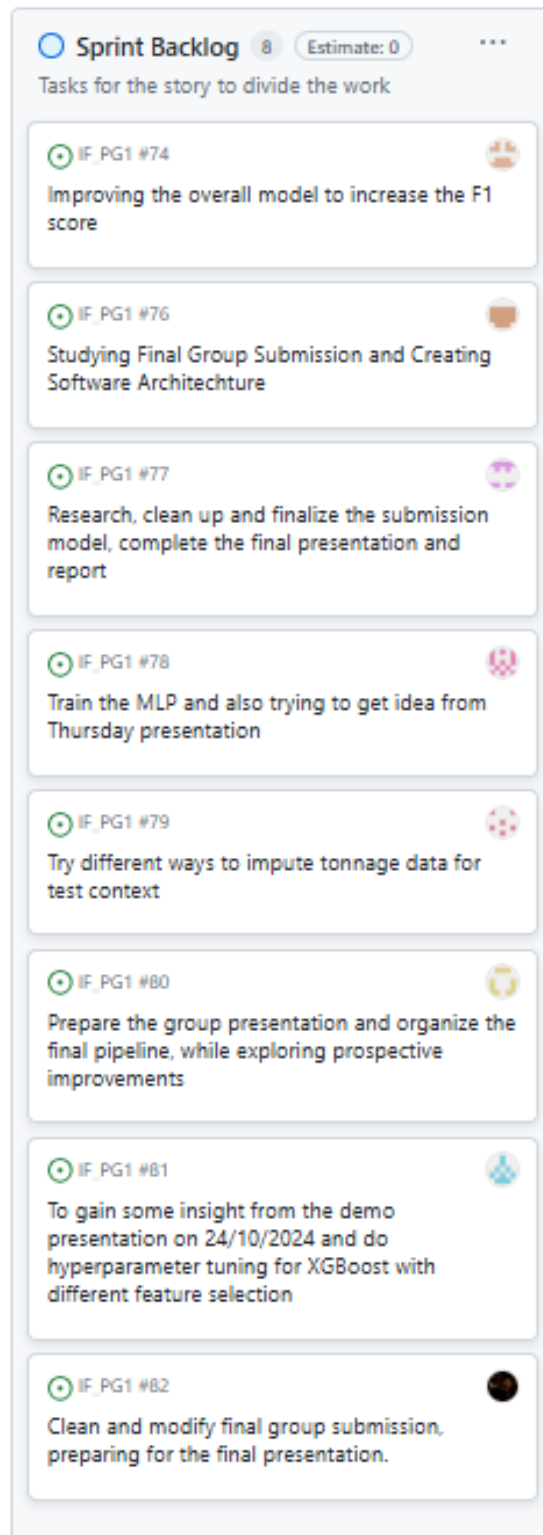 Sprint Backlog 8 Estimate: 0 ...
Tasks for the story to divide the work
IF_PG1 #74
Improving the overall model to increase the F1
score
IF_PG1 #76
Studying Final Group Submission and Creating
Software Architechture
IF_PG1 #77
Research, clean up and finalize the submission
model, complete the final presentation and
report
IF_PG1 #78
Train the MLP and also trying to get idea from
Thursday presentation
IF_PG1 #79
Try different ways to impute tonnage data for
test context
IF_PG1 #80
Prepare the group presentation and organize the
final pipeline, while exploring prospective
improvements
IF_PG1 #81
To gain some insight from the demo
presentation on 24/10/2024 and do
hyperparameter tuning for XGBoost with
different feature selection
IF_PG1 #82
Clean and modify final group submission,
preparing for the final presentation.